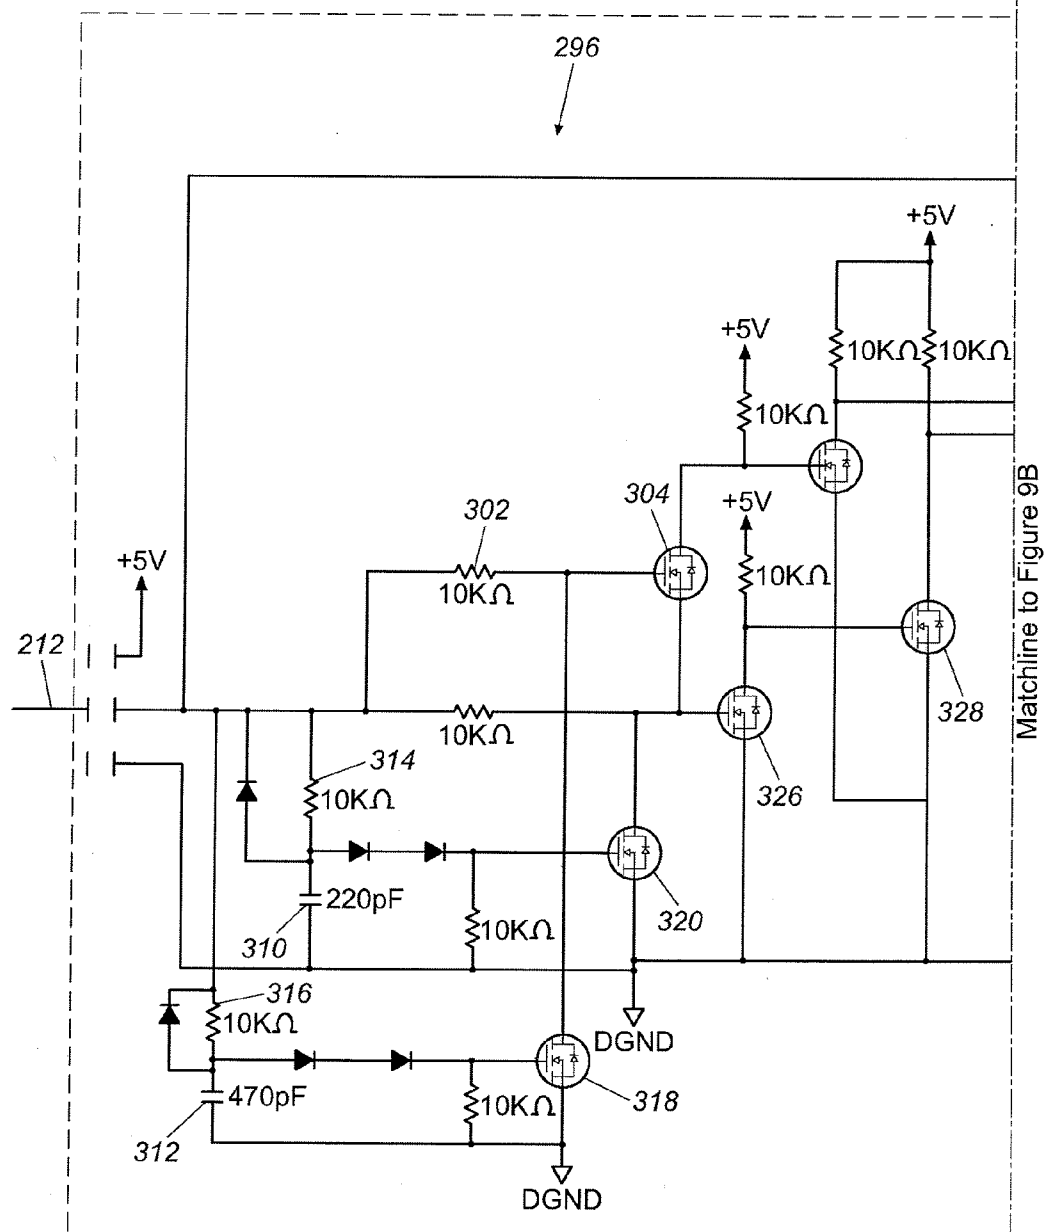 296
+5V
10KΩ
10KΩ
+5V
10KΩ
304
+5V
302
10KΩ
10KΩ
+5V
212
328
10KΩ
314
10KΩ
326
220pF
310
10KΩ
320
316
10KΩ
DGND
470pF
10KΩ
318
312
DGND
Matchline to Figure 9B